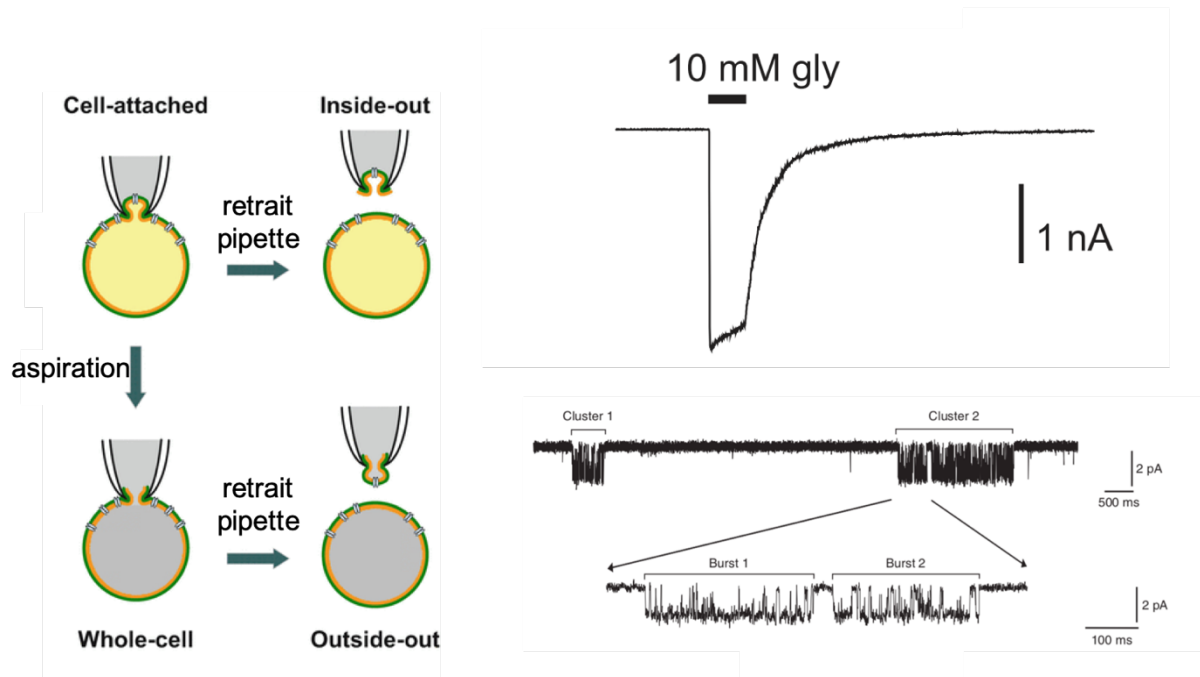 Cell-attached
Inside-out
retrait
pipette
aspiration
retrait
pipette
Whole-cell
Outside-out
10 mM gly
1 nA
Cluster 1
Cluster 2
2 pA
500 ms
Burst 1
Burst 2
2 pA
100 ms